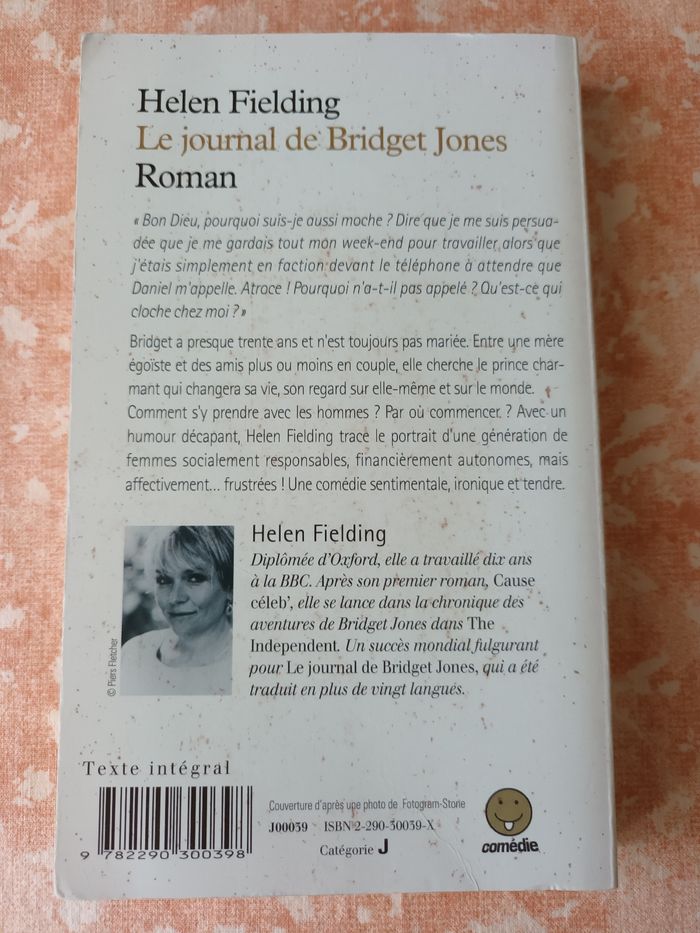 Helen Fielding
Le journal de Bridget Jones
Roman
« Bon Dieu, pourquoi suis-je aussi moche ? Dire que je me suis persua-
dée que je me gardais tout mon week-end pour travailler alors que
j'étais simplement en faction devant le téléphone à attendre que
Daniel m'appelle. Atroce ! Pourquoi n'a-t-il pas appelé ? Qu'est-ce qui
cloche chez moi ? »
Bridget a presque trente ans et n'est toujours pas mariée. Entre une mère
égoïste et des amis plus ou moins en couple, elle cherche le prince char-
mant qui changera sa vie, son regard sur elle-même et sur le monde.
Comment s'y prendre avec les hommes ? Par où commencer ? Avec un
humour décapant, Helen Fielding trace le portrait d'une génération de
femmes socialement responsables, financièrement autonomes, mais
affectivement... frustrées ! Une comédie sentimentale, ironique et tendre.
Helen Fielding
Diplômée d'Oxford, elle a travaillé dix ans
à la BBC. Après son premier roman, Cause
céleb', elle se lance dans la chronique des
aventures de Bridget Jones dans The
Independent. Un succès mondial fulgurant
pour Le journal de Bridget Jones, qui a été
traduit en plus de vingt langues.
© Piers Fletcher
Texte intégral
9 782290 300398
Couverture d'après une photo de Fotogram-Stone
J00039 ISBN 2-290-30039-X
Catégorie J
comédie